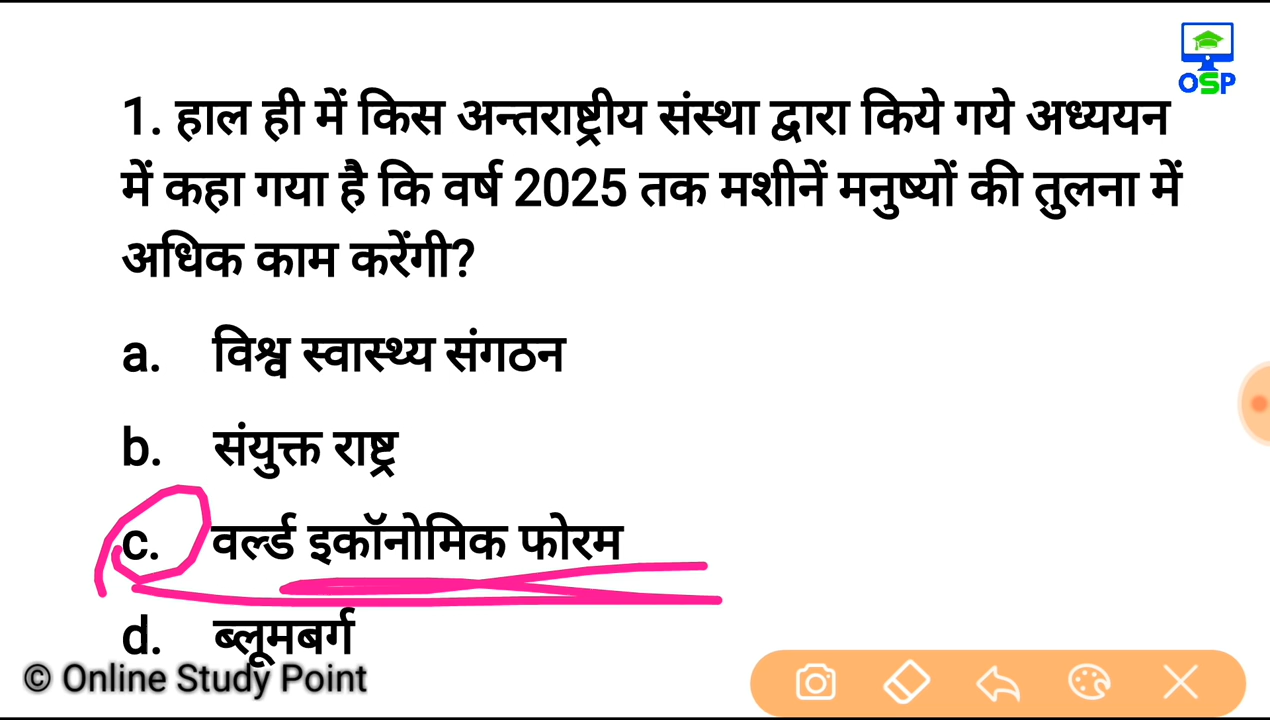 OSP
1. हाल ही में किस अन्तराष्ट्रीय संस्था द्वारा किये गये अध्ययन
में कहा गया है कि वर्ष 2025 तक मशीनें मनुष्यों की तुलना में
अधिक काम करेंगी?
a. विश्व स्वास्थ्य संगठन
b. संयुक्त राष्ट्र
c. वर्ल्ड इकॉनोमिक फोरम
d. ब्लूमबर्ग
© Online Study Point